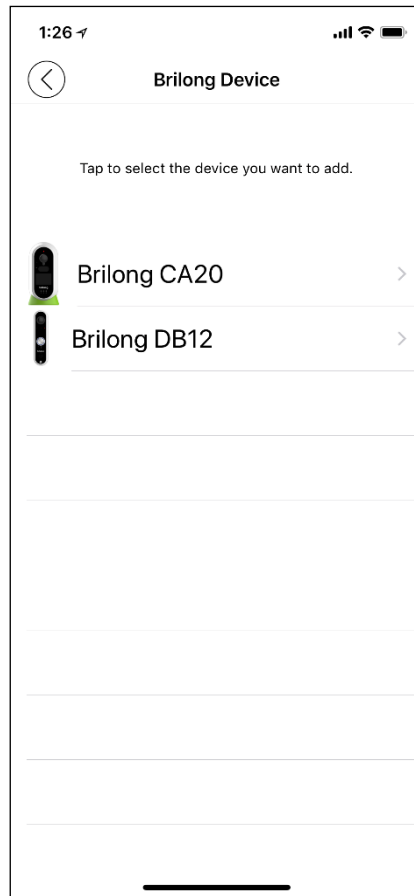 1:26
Brilong Device
Tap to select the device you want to add.
Brilong CA20
Brilong DB12